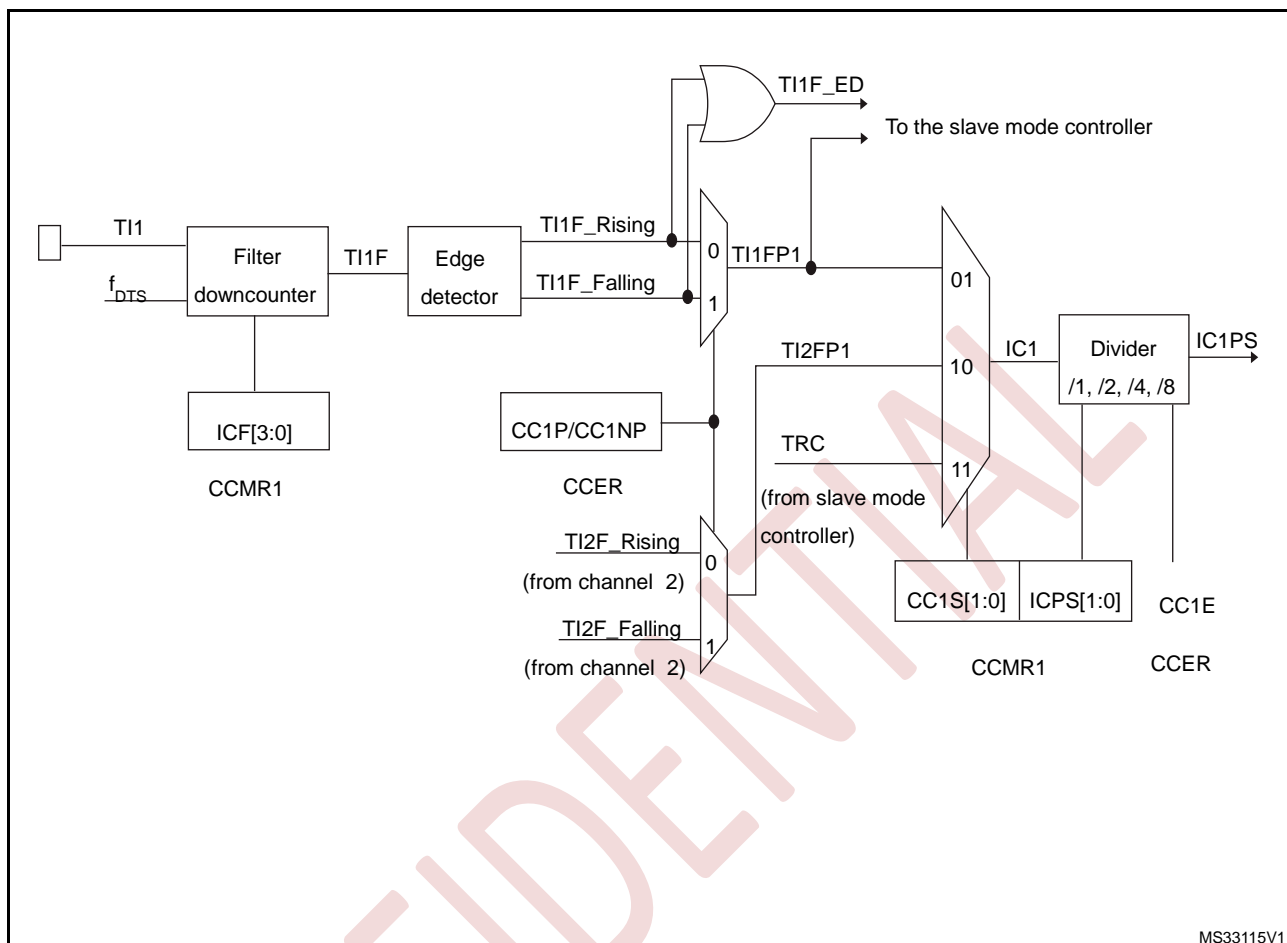 TI1F_ED
To the slave mode controller
TI1
TI1F_Rising
TI1FP1
Filter
downcounter
TI1F
Edge
detector
0
1
01
f DTS
TI1F_Falling
TI2FP1
10
IC1
Divider
/1, /2, /4, /8
IC1PS
ICF[3:0]
CC1P/CC1NP
TRC
11
CCMR1
CCER
(from slave mode
controller)
TI2F_Rising
0
(from channel 2)
TI2F_Falling
1
(from channel 2)
CC1S[1:0]
ICPS[1:0]
CC1E
CCMR1
CCER
FIDENTIAL
MS33115V1